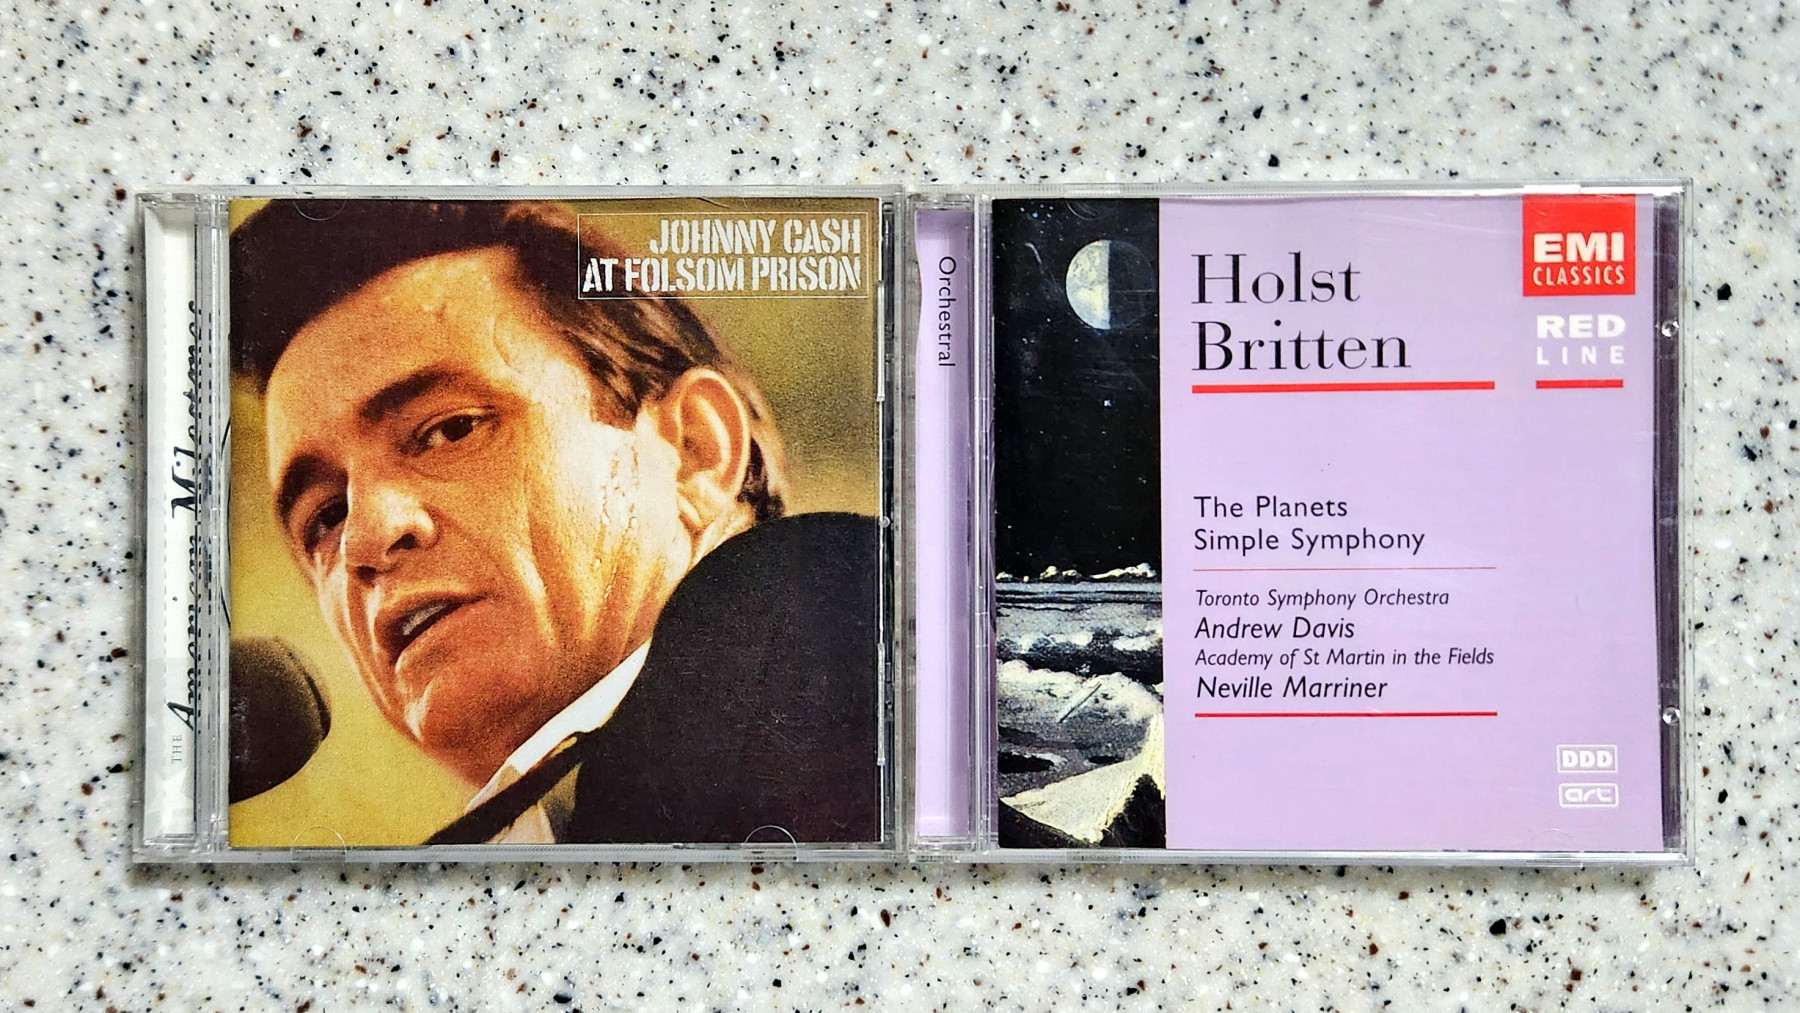 THE American Milestones
JOHNNY CASH
AT FOLSOM PRISON
Orchestral
Holst
Britten
EMI
CLASSICS
RED
LINE
The Planets
Simple Symphony
Toronto Symphony Orchestra
Andrew Davis
Academy of St Martin in the Fields
Neville Marriner
DDD
art